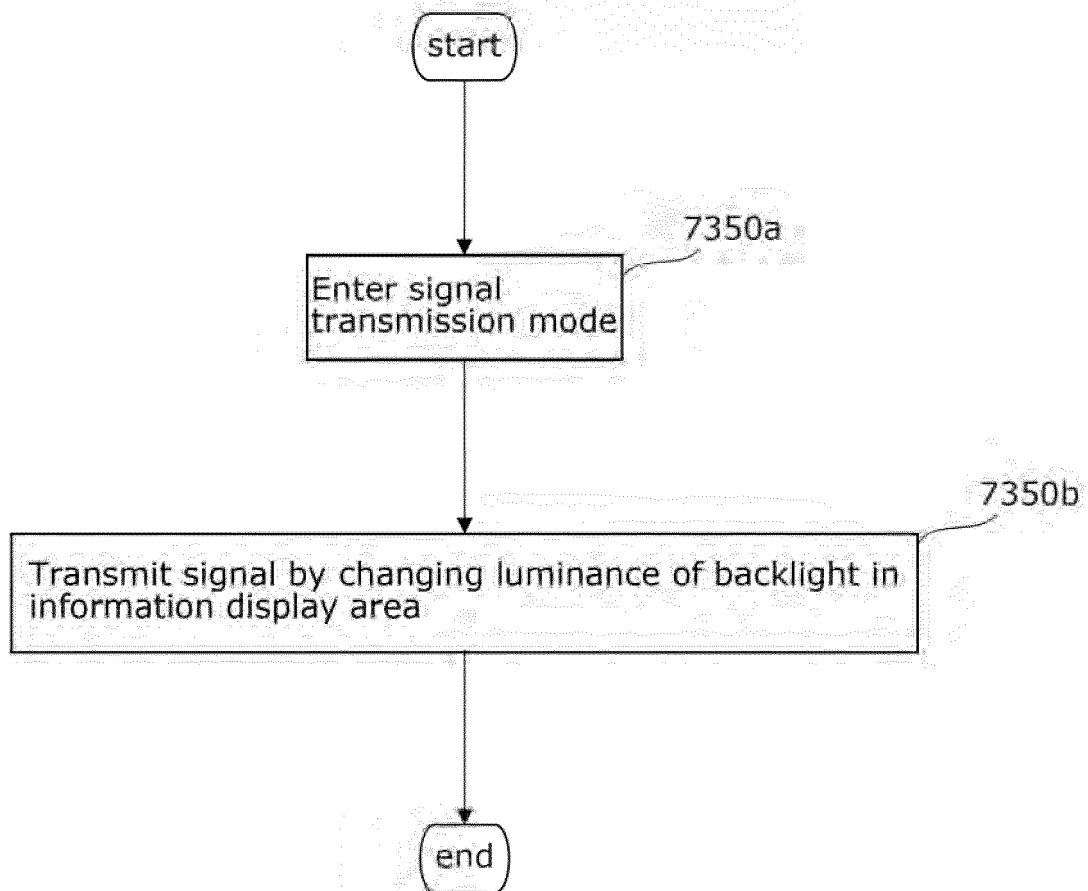 start
7350a
Enter signal
transmission mode
7350b
Transmit signal by changing luminance of backlight in
information display area
end